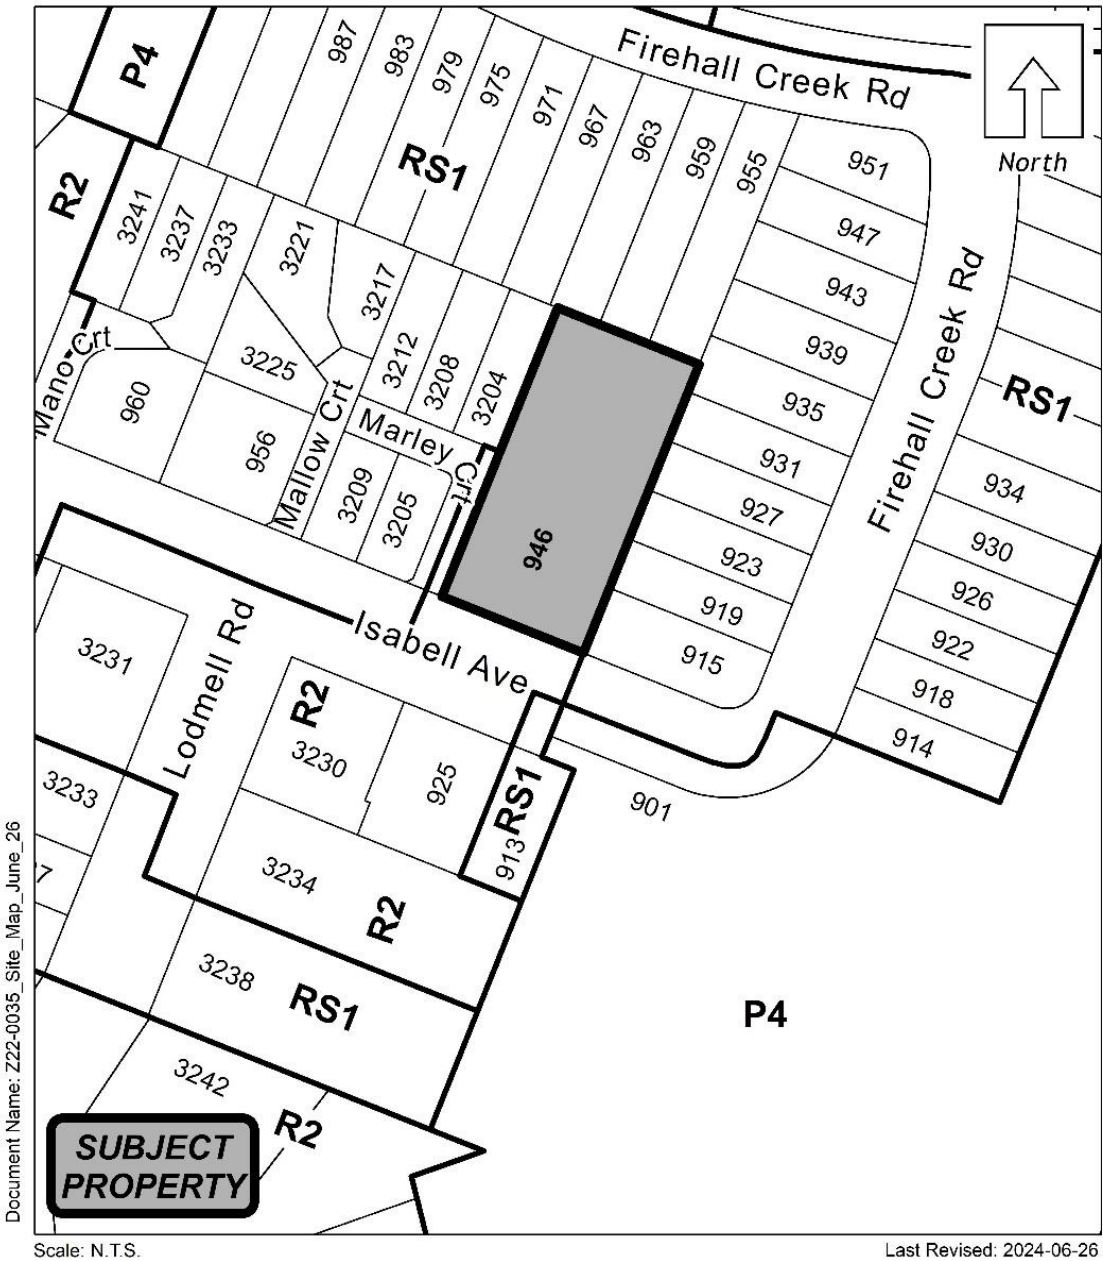 Firehall Creek Rd
North
P4
987
983
979
975
971
967
963
959
955
951
947
943
939
935
931
927
923
919
915
RS1
R2
3241
3237
3233
3221
3217
3212
3208
3204
3225
Mano Crt
960
956
Mallow Crt
Marley Crt
3209
3205
946
Firehall Creek Rd
RS1
934
930
926
922
918
914
Isabell Ave
Lodmell Rd
3231
R2
3230
925
RS1
913
901
3233
37
3234
R2
3238
RS1
P4
3242
R2
SUBJECT
PROPERTY
Document Name: Z22-0035_Site_Map_June_26
Scale: N.T.S.
Last Revised: 2024-06-26